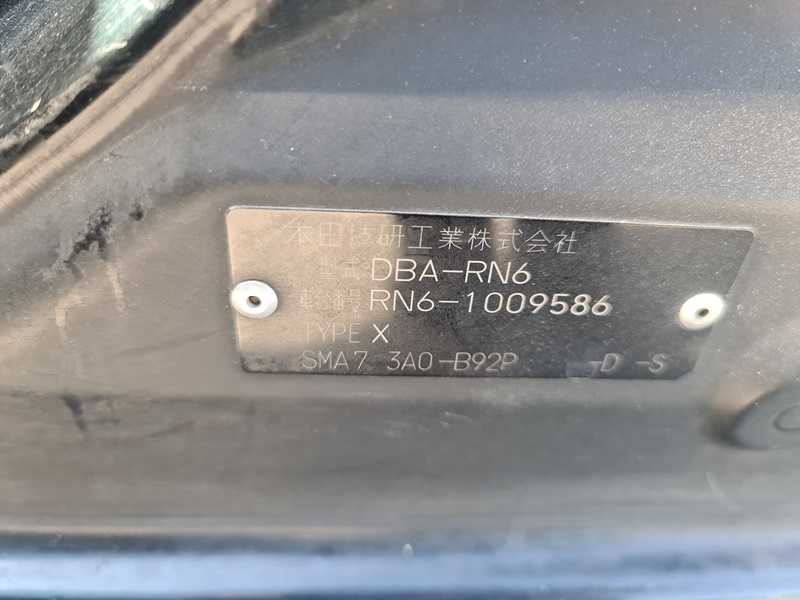 本田技研工業株式会社
型式 DBA-RN6
車台番号 RN6-1009586
TYPE X
SMA7 3A0-B92P -D -S